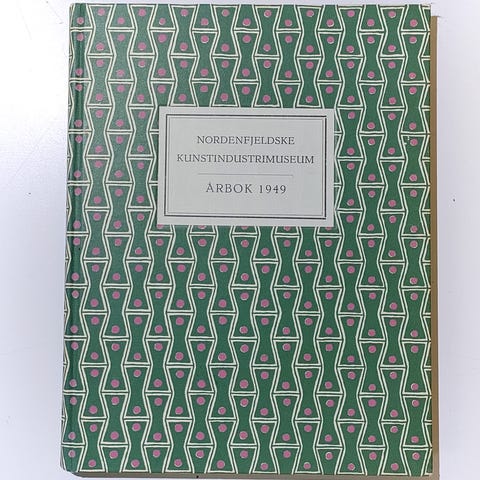 NORDENFJELDSKE
KUNSTINDUSTRIMUSEUM
ÅRBOK 1949